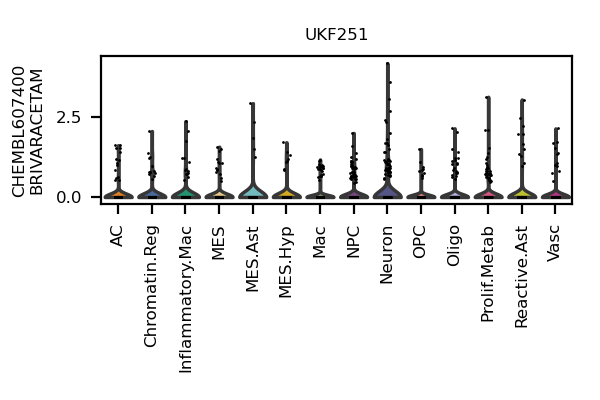 UKF251
CHEMBL607400
BRIVARACETAM
2.5
0.0
AC
Chromatin.Reg
Inflammatory.Mac
MES
MES.Ast
MES.Hyp
Mac
NPC
Neuron
OPC
Oligo
Prolif.Metab
Reactive.Ast
Vasc